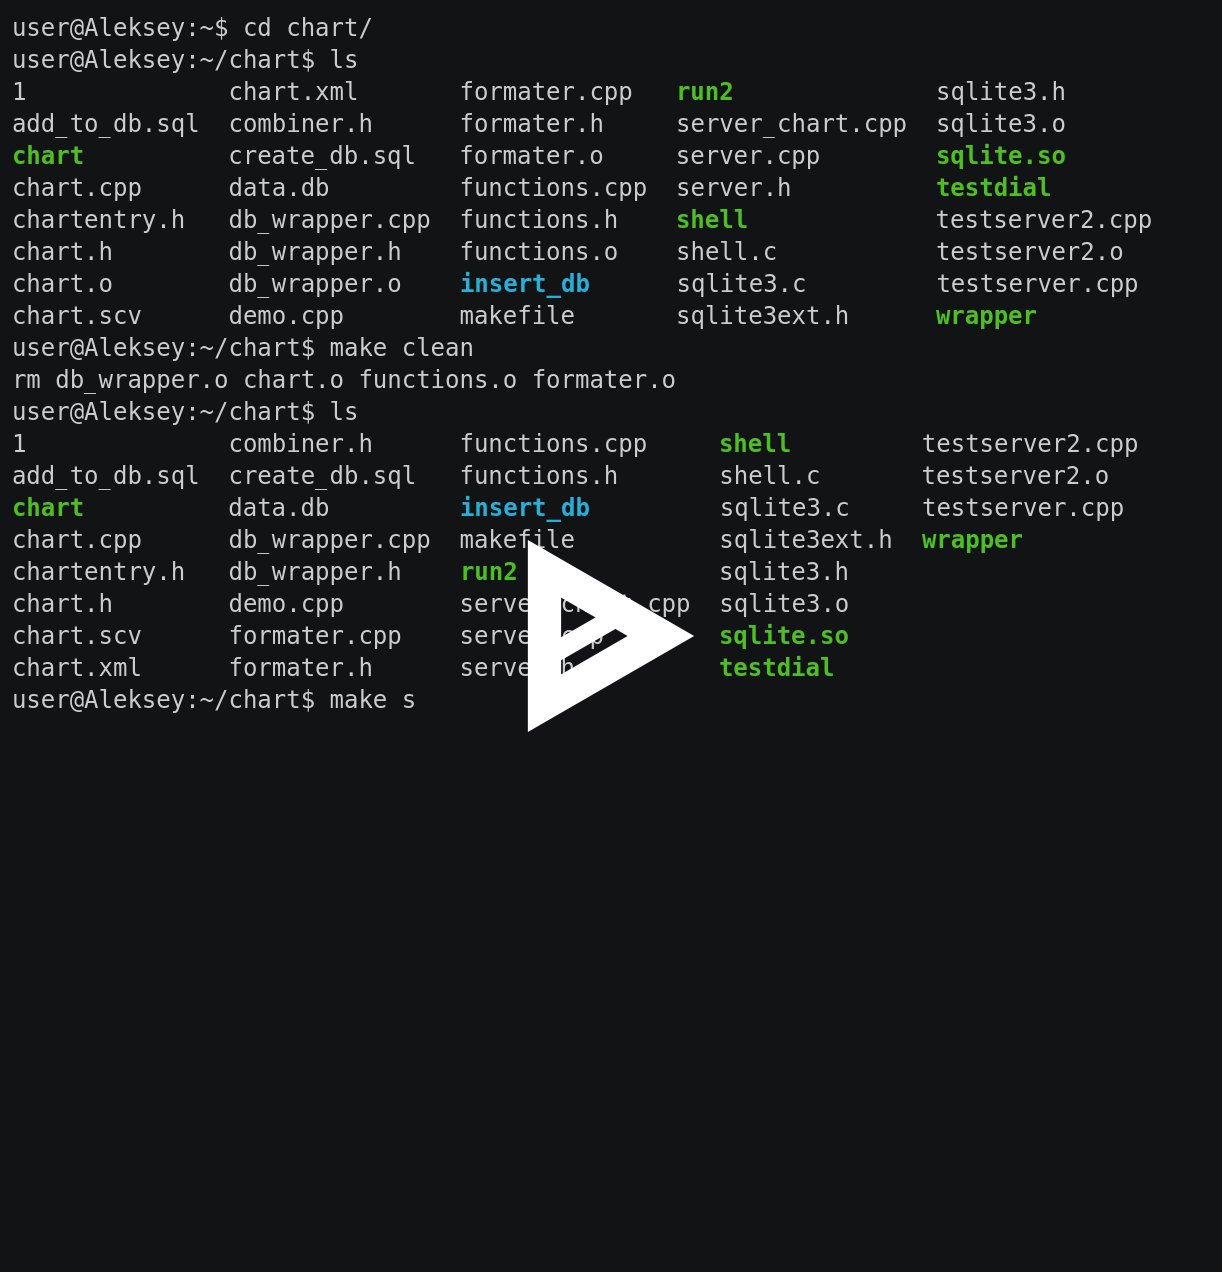 user@Aleksey:~$ cd chart/
user@Aleksey:~/chart$ ls
1              chart.xml       formater.cpp   run2              sqlite3.h
add_to_db.sql  combiner.h      formater.h     server_chart.cpp  sqlite3.o
chart          create_db.sql   formater.o     server.cpp        sqlite.so
chart.cpp      data.db         functions.cpp  server.h          testdial
chartentry.h   db_wrapper.cpp  functions.h    shell             testserver2.cpp
chart.h        db_wrapper.h    functions.o    shell.c           testserver2.o
chart.o        db_wrapper.o    insert_db      sqlite3.c         testserver.cpp
chart.scv      demo.cpp        makefile       sqlite3ext.h      wrapper
user@Aleksey:~/chart$ make clean
rm db_wrapper.o chart.o functions.o formater.o
user@Aleksey:~/chart$ ls
1              combiner.h      functions.cpp     shell         testserver2.cpp
add_to_db.sql  create_db.sql   functions.h       shell.c       testserver2.o
chart          data.db         insert_db         sqlite3.c     testserver.cpp
chart.cpp      db_wrapper.cpp  makefile          sqlite3ext.h  wrapper
chartentry.h   db_wrapper.h    run2              sqlite3.h
chart.h        demo.cpp        server_chart.cpp  sqlite3.o
chart.scv      formater.cpp    server.cpp        sqlite.so
chart.xml      formater.h      server.h          testdial
user@Aleksey:~/chart$ make s